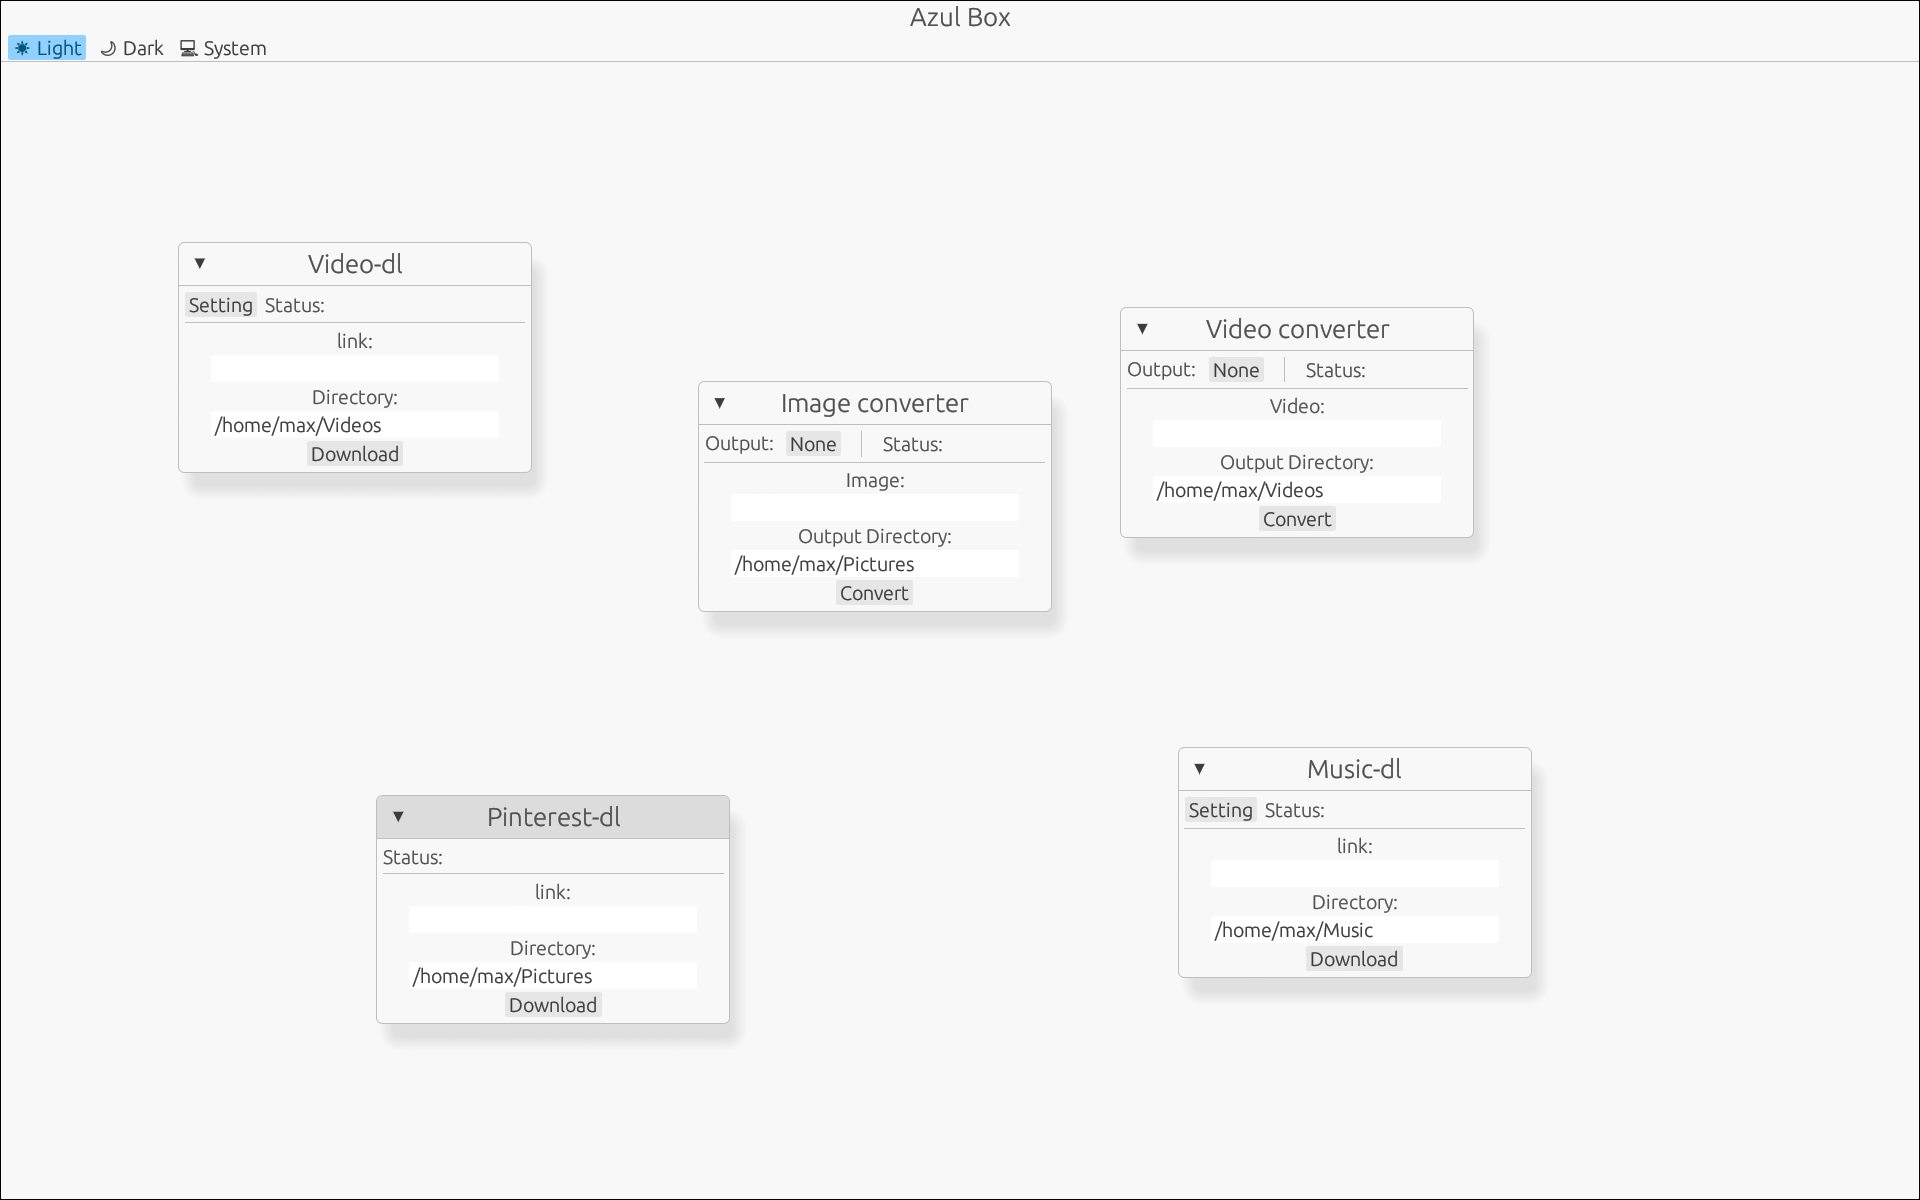 Azul Box
☀ Light 🌙 Dark 💻 System
▼ Video-dl
Setting Status:
link:
Directory:
/home/max/Videos
Download
▼ Video converter
Output: None Status:
Video:
Output Directory:
/home/max/Videos
Convert
▼ Image converter
Output: None Status:
Image:
Output Directory:
/home/max/Pictures
Convert
▼ Music-dl
Setting Status:
link:
Directory:
/home/max/Music
Download
▼ Pinterest-dl
Status:
link:
Directory:
/home/max/Pictures
Download